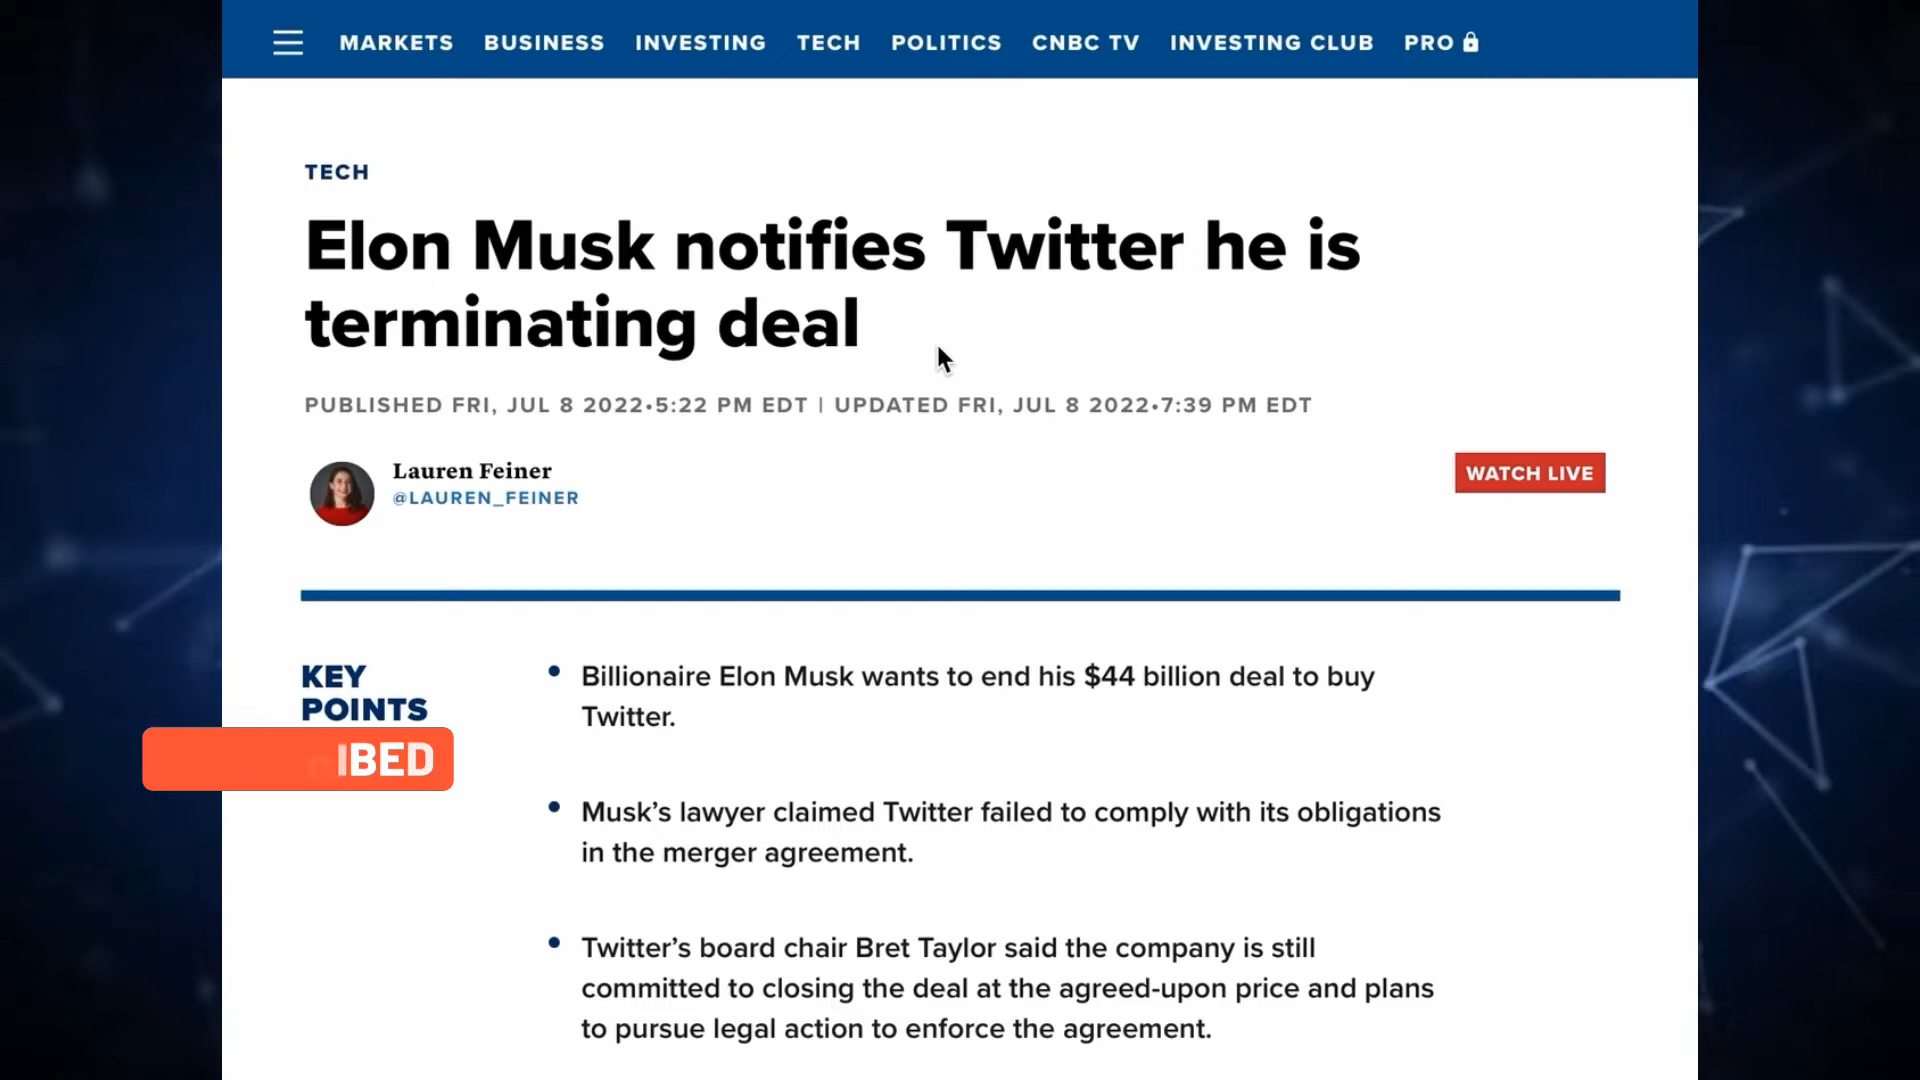 MARKETS BUSINESS INVESTING TECH POLITICS CNBC TV INVESTING CLUB PRO
TECH
Elon Musk notifies Twitter he is
terminating deal
PUBLISHED FRI, JUL 8 2022•5:22 PM EDT | UPDATED FRI, JUL 8 2022•7:39 PM EDT
Lauren Feiner
@LAUREN_FEINER
WATCH LIVE
KEY
POINTS
IBED
• Billionaire Elon Musk wants to end his $44 billion deal to buy
Twitter.
• Musk’s lawyer claimed Twitter failed to comply with its obligations
in the merger agreement.
• Twitter’s board chair Bret Taylor said the company is still
committed to closing the deal at the agreed-upon price and plans
to pursue legal action to enforce the agreement.